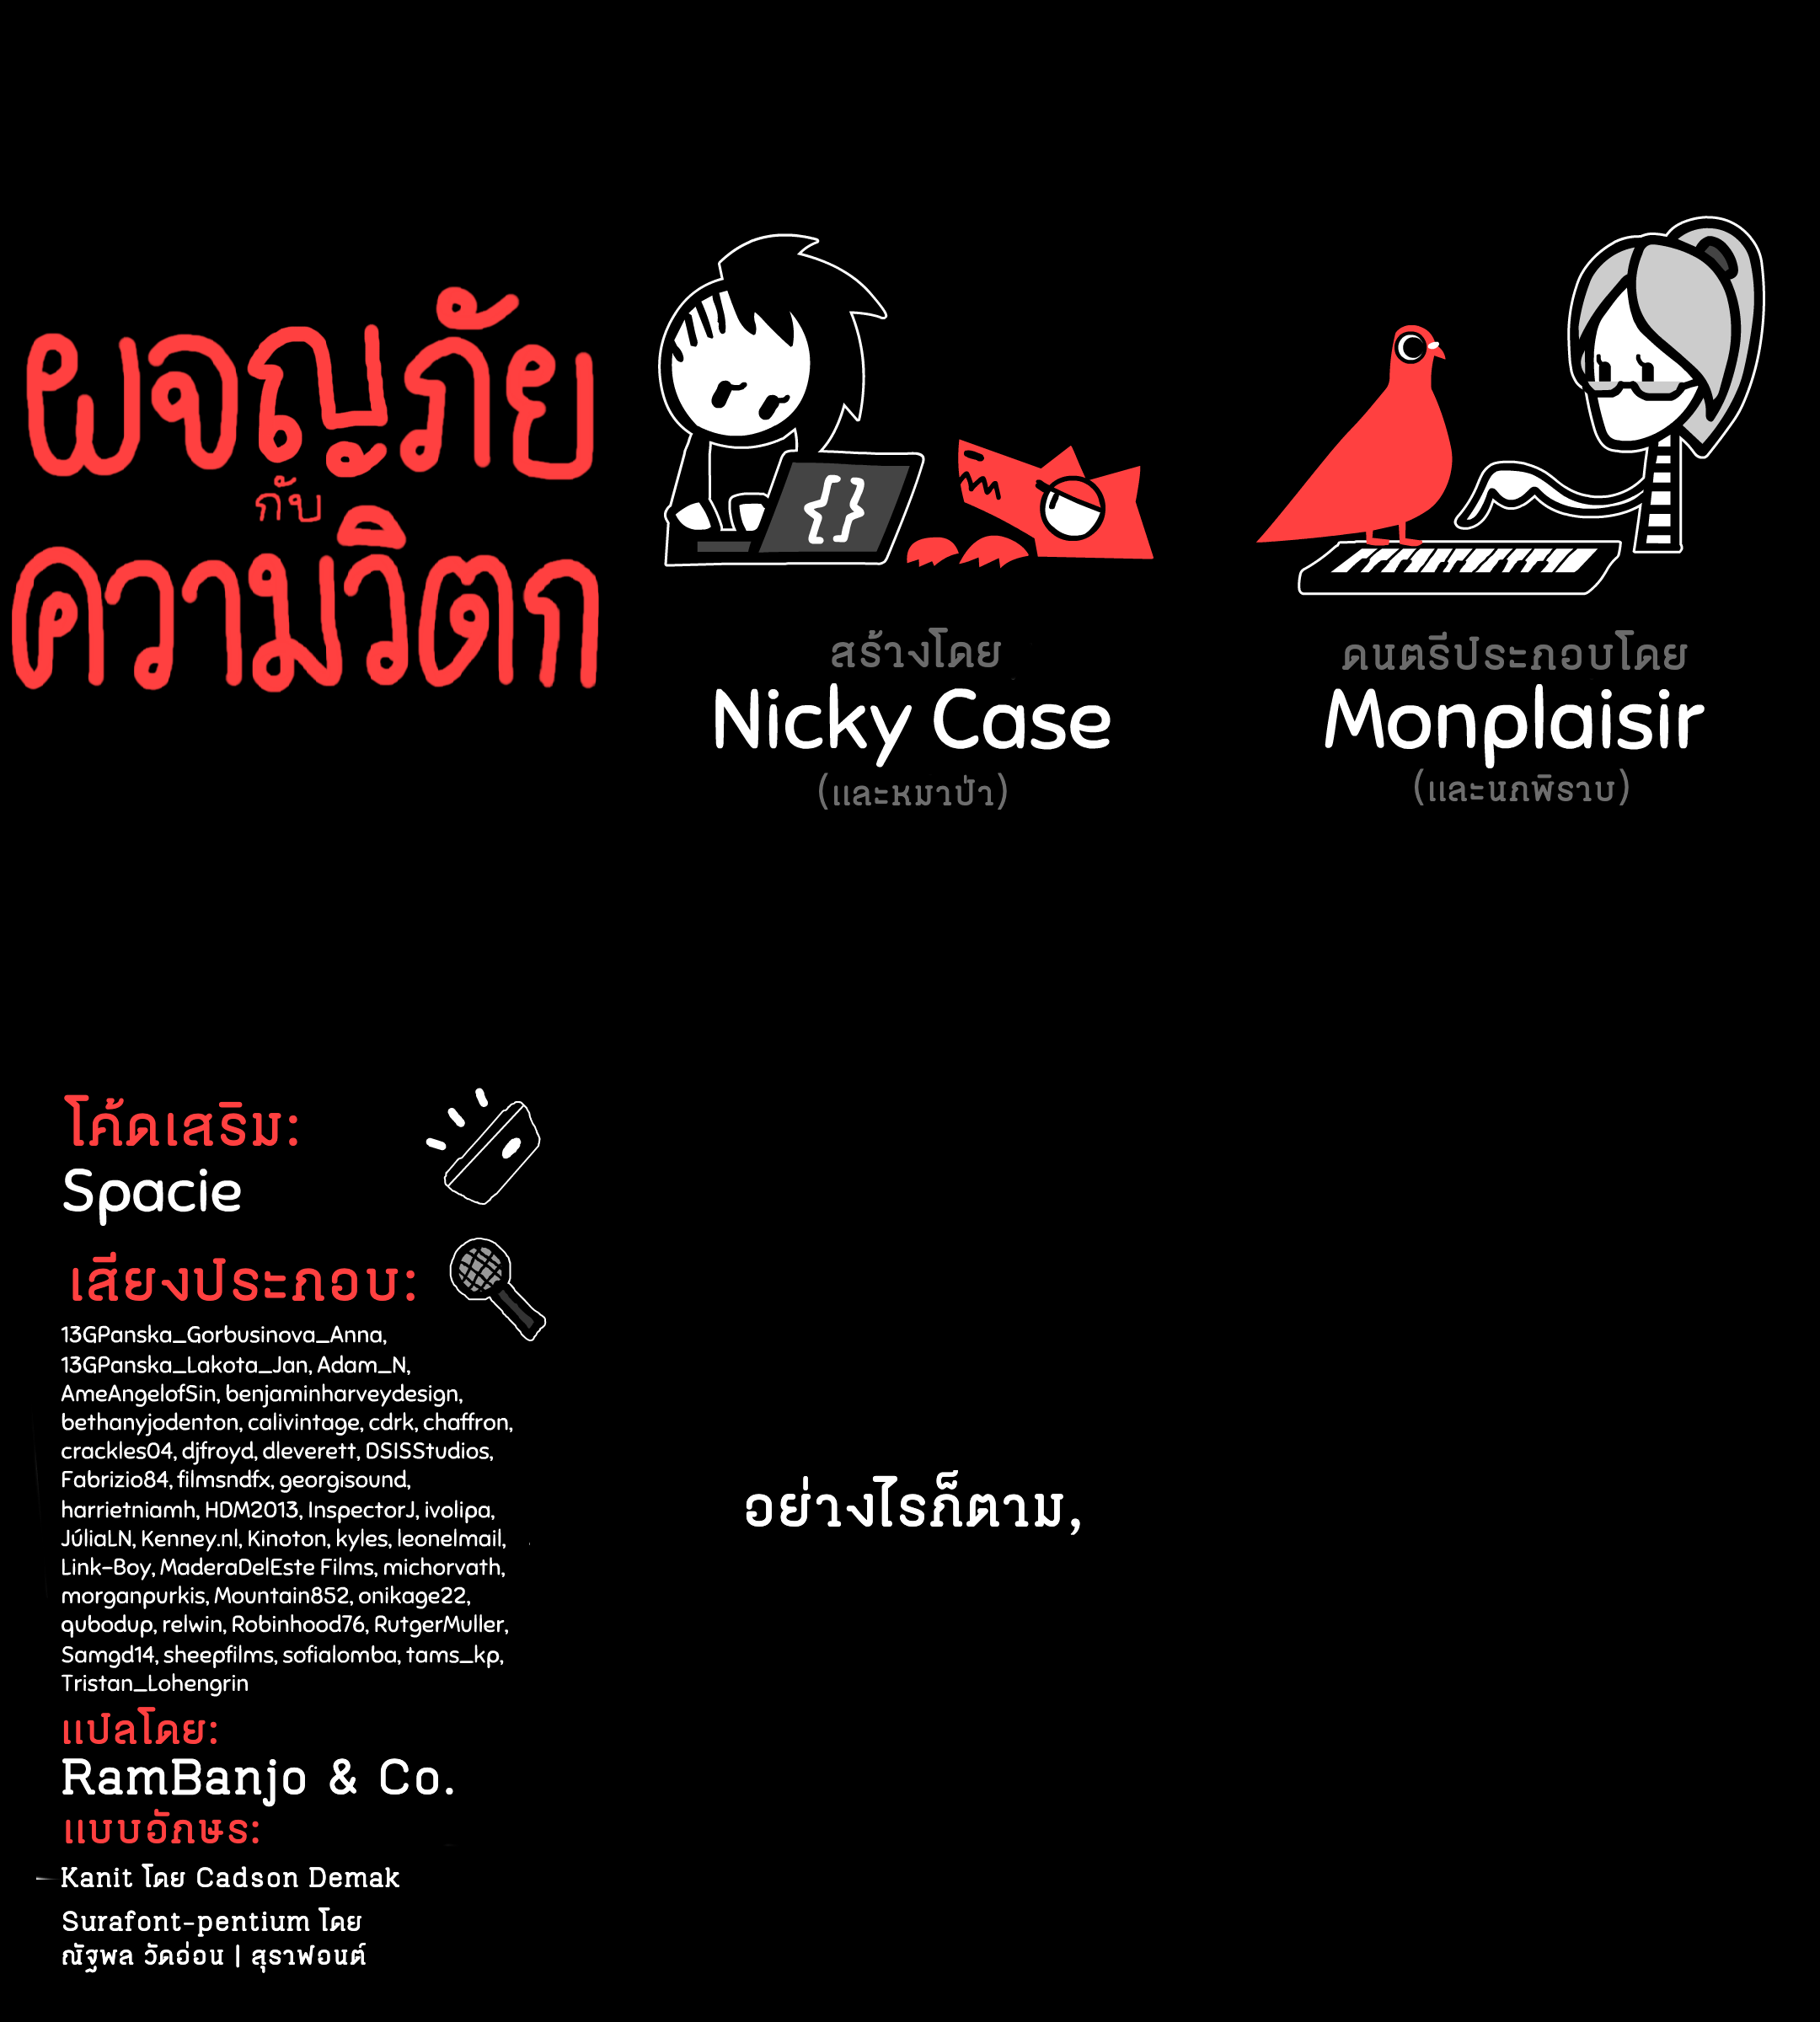 ผจญภัย
กับ
ความวิตก
สร้างโดย
Nicky Case
(และหมาป่า)
ดนตรีประกอบโดย
Monplaisir
(และนกพิราบ)
{}
โค้ดเสริม:
Spacie
เสียงประกอบ:
13GPanska_Gorbusinova_Anna,
13GPanska_Lakota_Jan, Adam_N,
AmeAngelofSin, benjaminharveydesign,
bethanyjodenton, calivintage, cdrk, chaffron,
crackles04, djfroyd, dleverett, DSISStudios,
Fabrizio84, filmsndfx, georgisound,
harrietniamh, HDM2013, InspectorJ, ivolipa,
JúliaLN, Kenney.nl, Kinoton, kyles, leonelmail,
Link-Boy, MaderaDelEste Films, michorvath,
morganpurkis, Mountain852, onikage22,
qubodup, relwin, Robinhood76, RutgerMuller,
Samgd14, sheepfilms, sofialomba, tams_kp,
Tristan_Lohengrin
แปลโดย:
RamBanjo & Co.
แบบอักษร:
Kanit โดย Cadson Demak
Surafont-pentium โดย
ณัฐพล วัดอ่อน | สุราฟอนต์
อย่างไรก็ตาม,